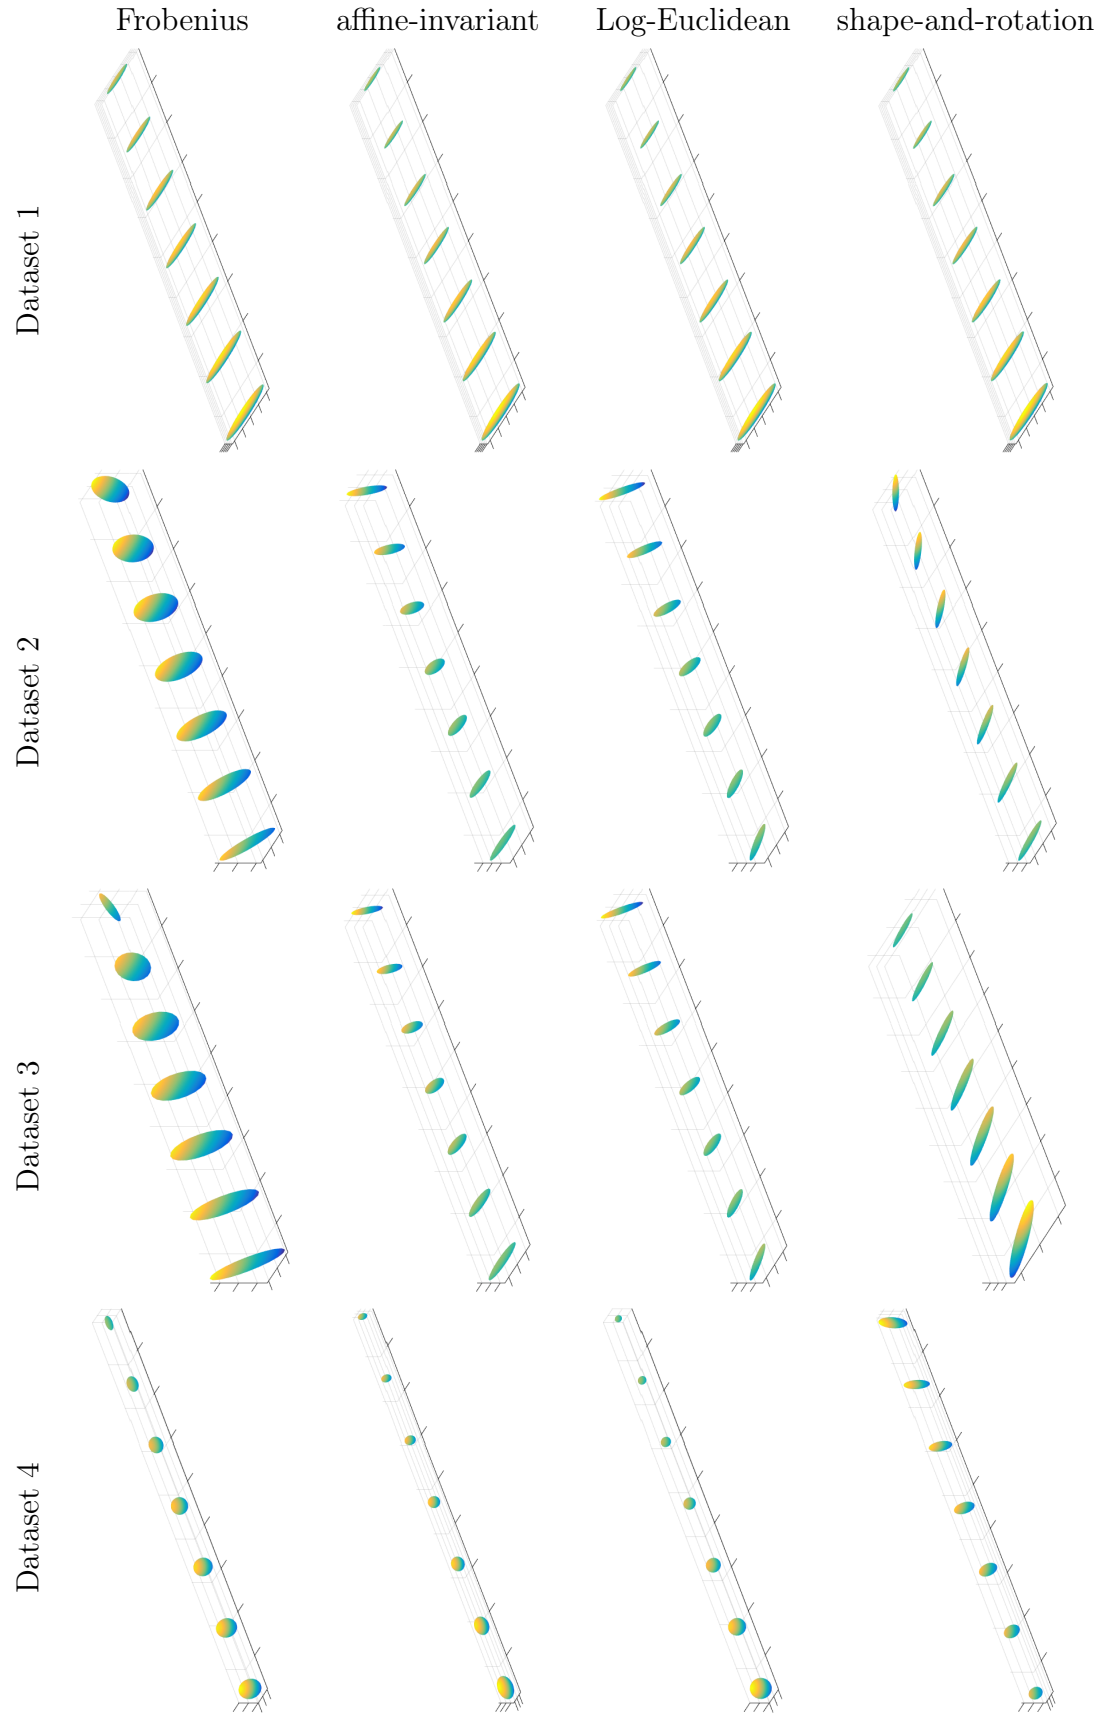 Frobenius affine-invariant Log-Euclidean shape-and-rotation
Dataset 1
Dataset 2
Dataset 3
Dataset 4